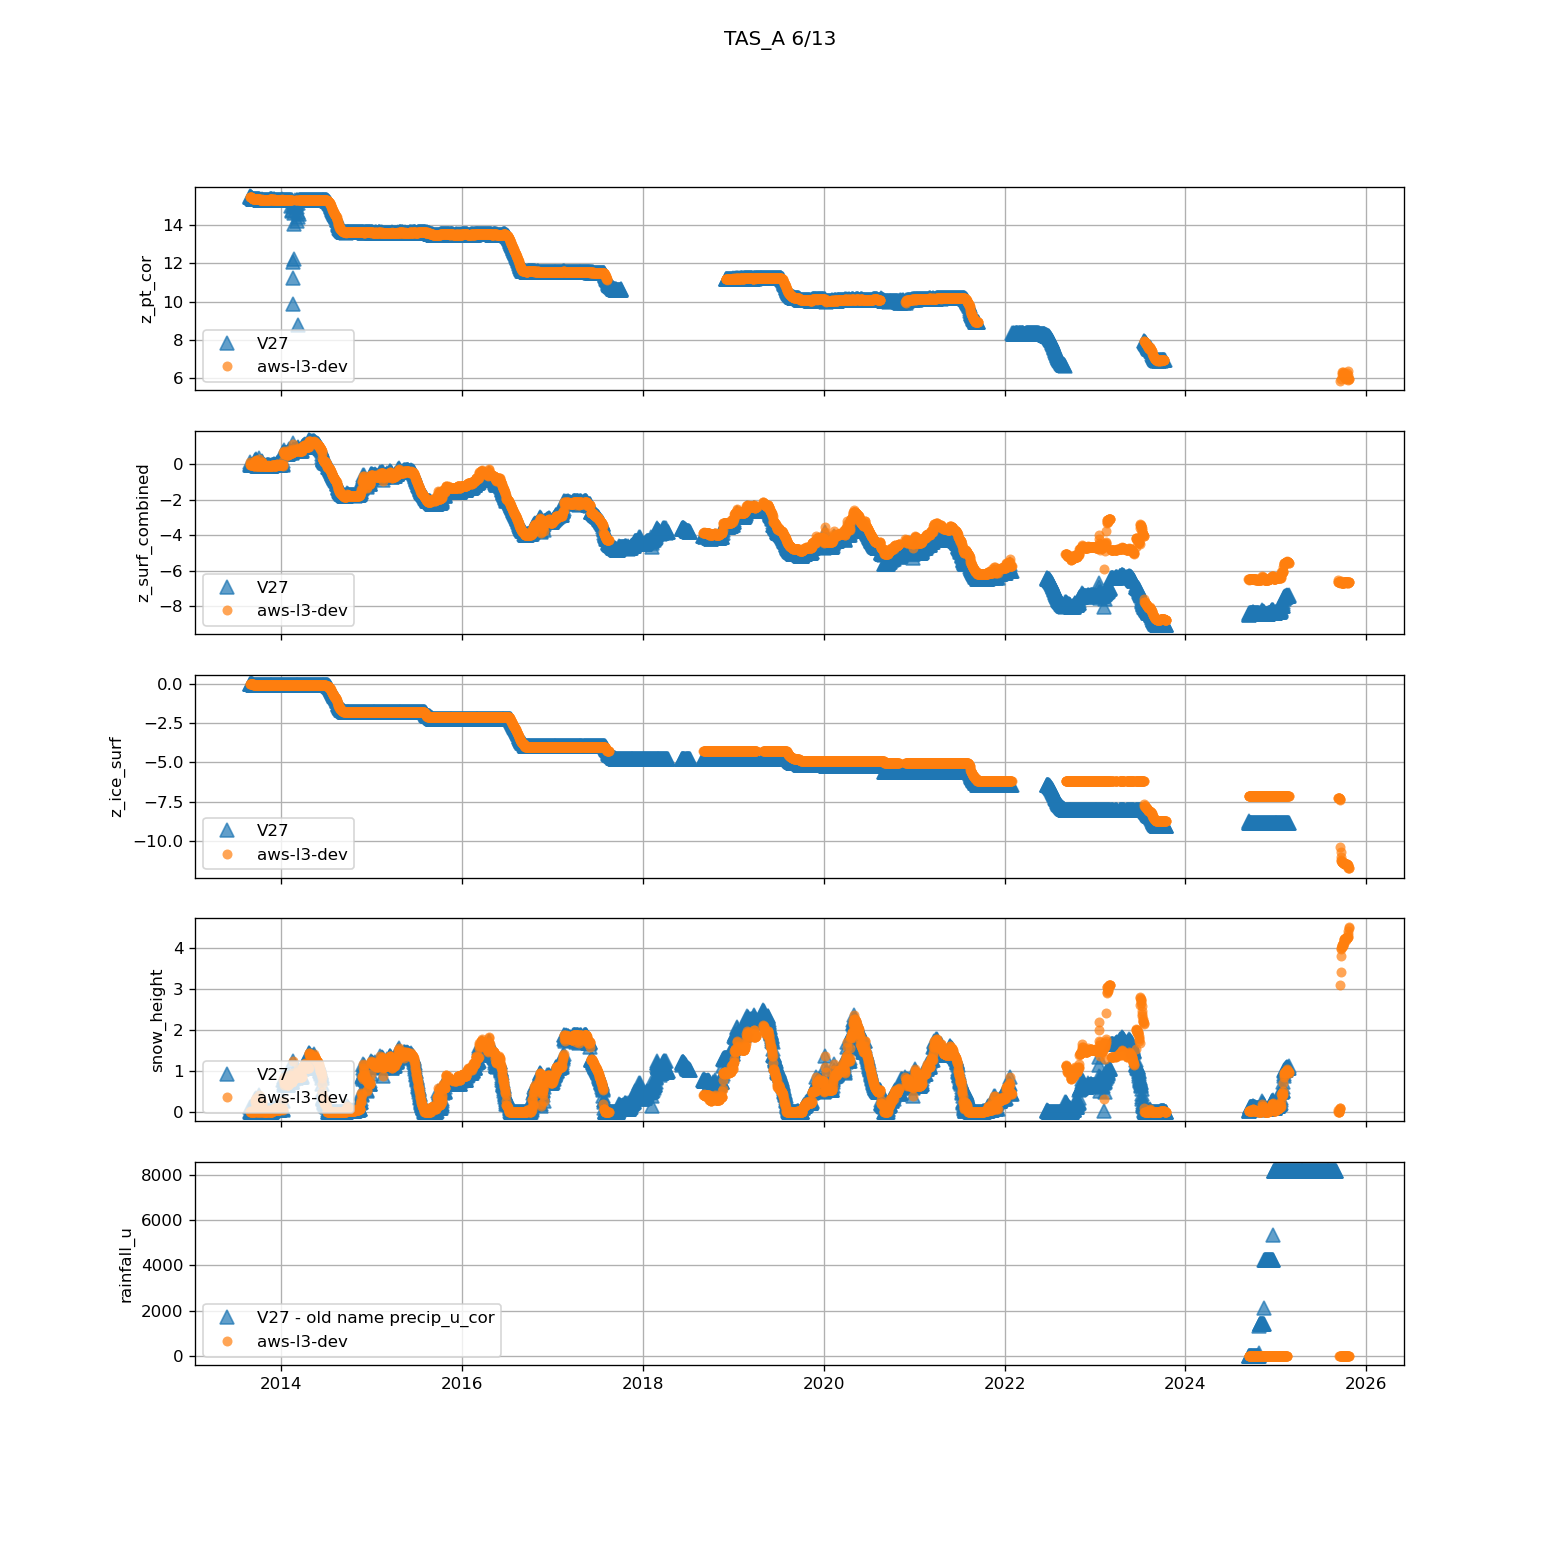 TAS_A 6/13
z_pt_cor
14
12
10
8
6
V27
aws-l3-dev
z_surf_combined
0
−2
−4
−6
−8
V27
aws-l3-dev
z_ice_surf
0.0
−2.5
−5.0
−7.5
−10.0
V27
aws-l3-dev
snow_height
4
3
2
1
0
V27
aws-l3-dev
rainfall_u
8000
6000
4000
2000
0
V27 - old name precip_u_cor
aws-l3-dev
2014 2016 2018 2020 2022 2024 2026